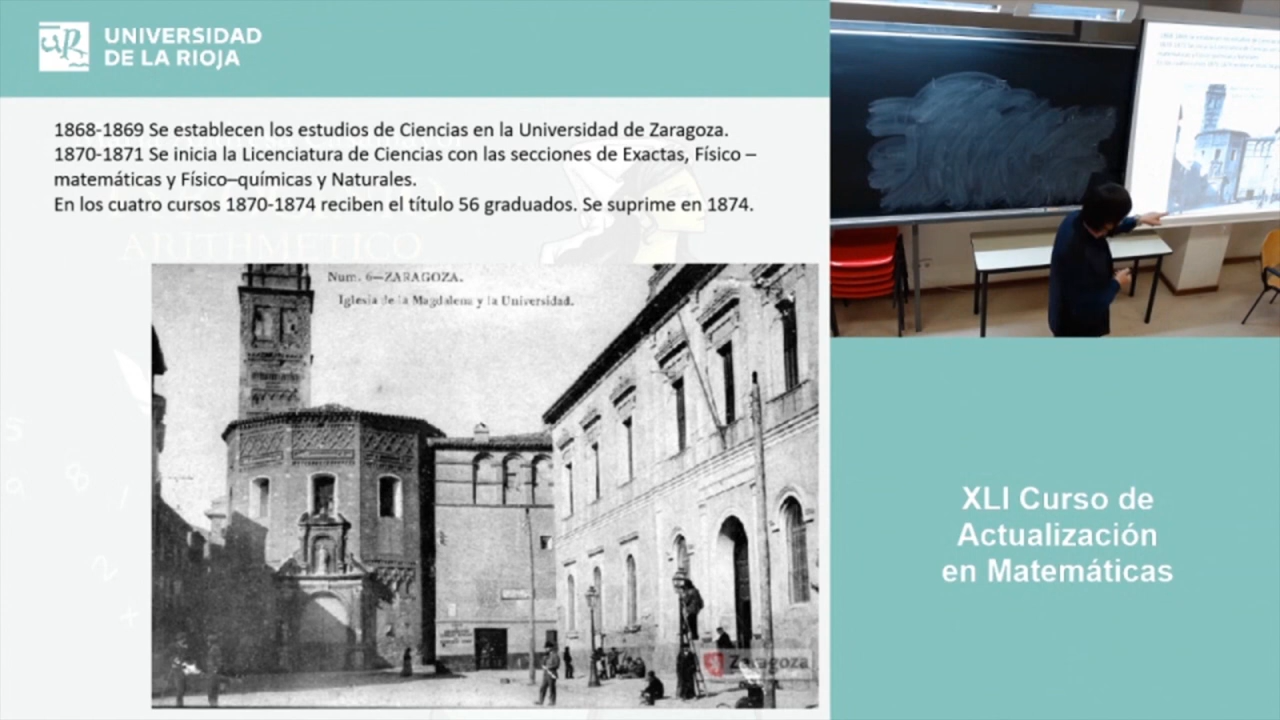 UNIVERSIDAD
DE LA RIOJA
1868-1869 Se establecen los estudios de Ciencias en la Universidad de Zaragoza.
1870-1871 Se inicia la Licenciatura de Ciencias con las secciones de Exactas, Físico –
matemáticas y Físico–químicas y Naturales.
En los cuatro cursos 1870-1874 reciben el título 56 graduados. Se suprime en 1874.
ARITHMETICO
Num. 6—ZARAGOZA.
Iglesia de la Magdalena y la Universidad.
Zaragoza
XLI Curso de
Actualización
en Matemáticas